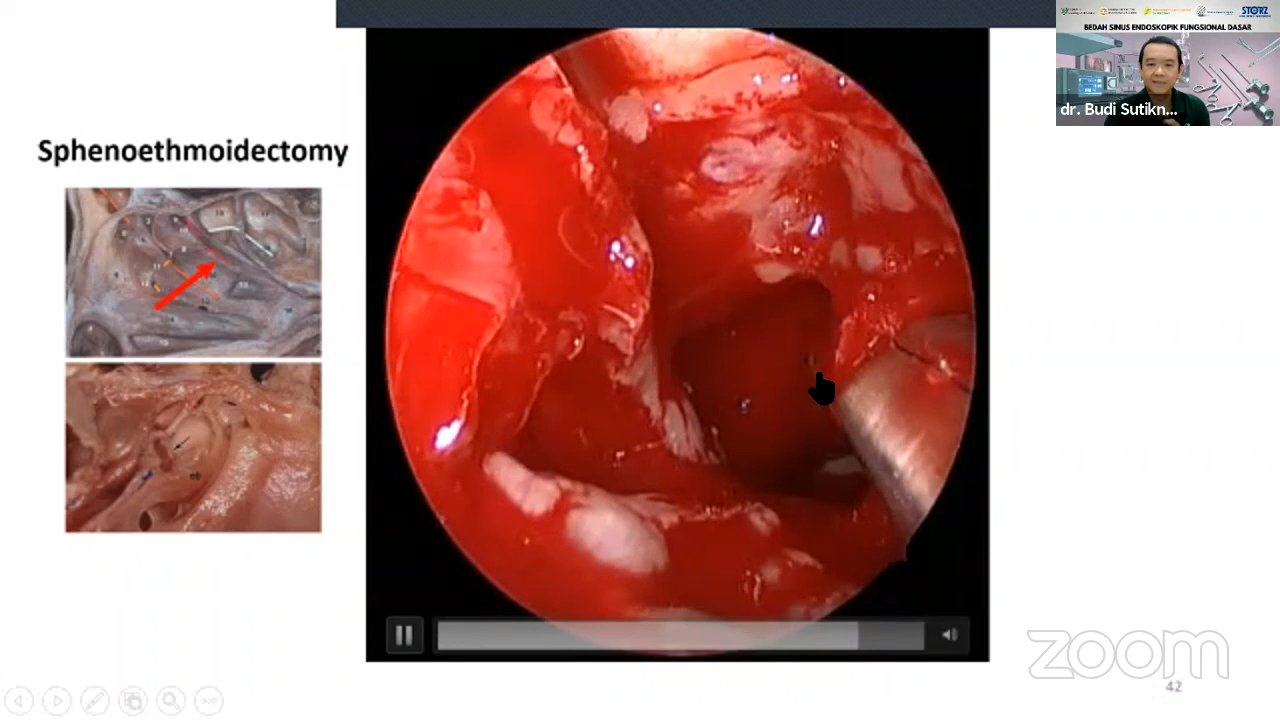 STORZ
BEDAH SINUS ENDOSKOPIK FUNGSIONAL DASAR
dr. Budi Sutikn...
Sphenoethmoidectomy
zoom
42